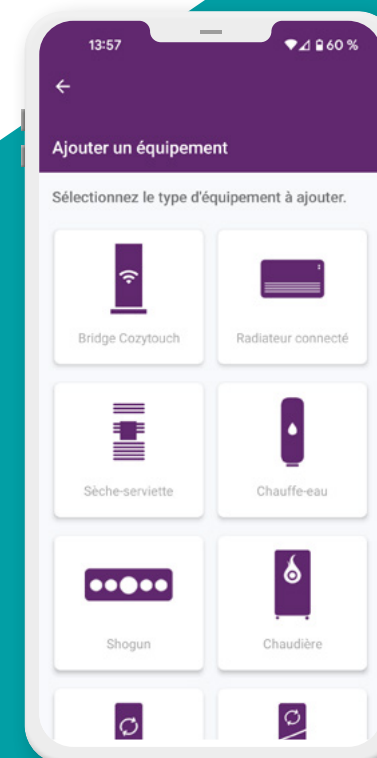 13:57
60 %
Ajouter un équipement
Sélectionnez le type d'équipement à ajouter.
Bridge Cozytouch
Radiateur connecté
Sèche-serviette
Chauffe-eau
Shogun
Chaudière